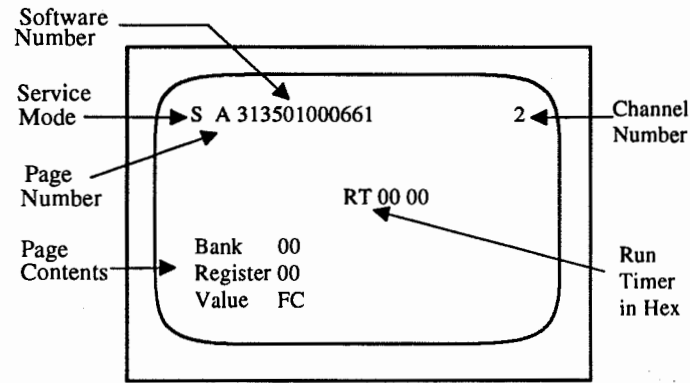 Software
Number
Service
Mode
S A 313501000661
2
Channel
Number
Page
Number
RT 00 00
Page
Contents
Bank 00
Register 00
Value FC
Run
Timer
in Hex